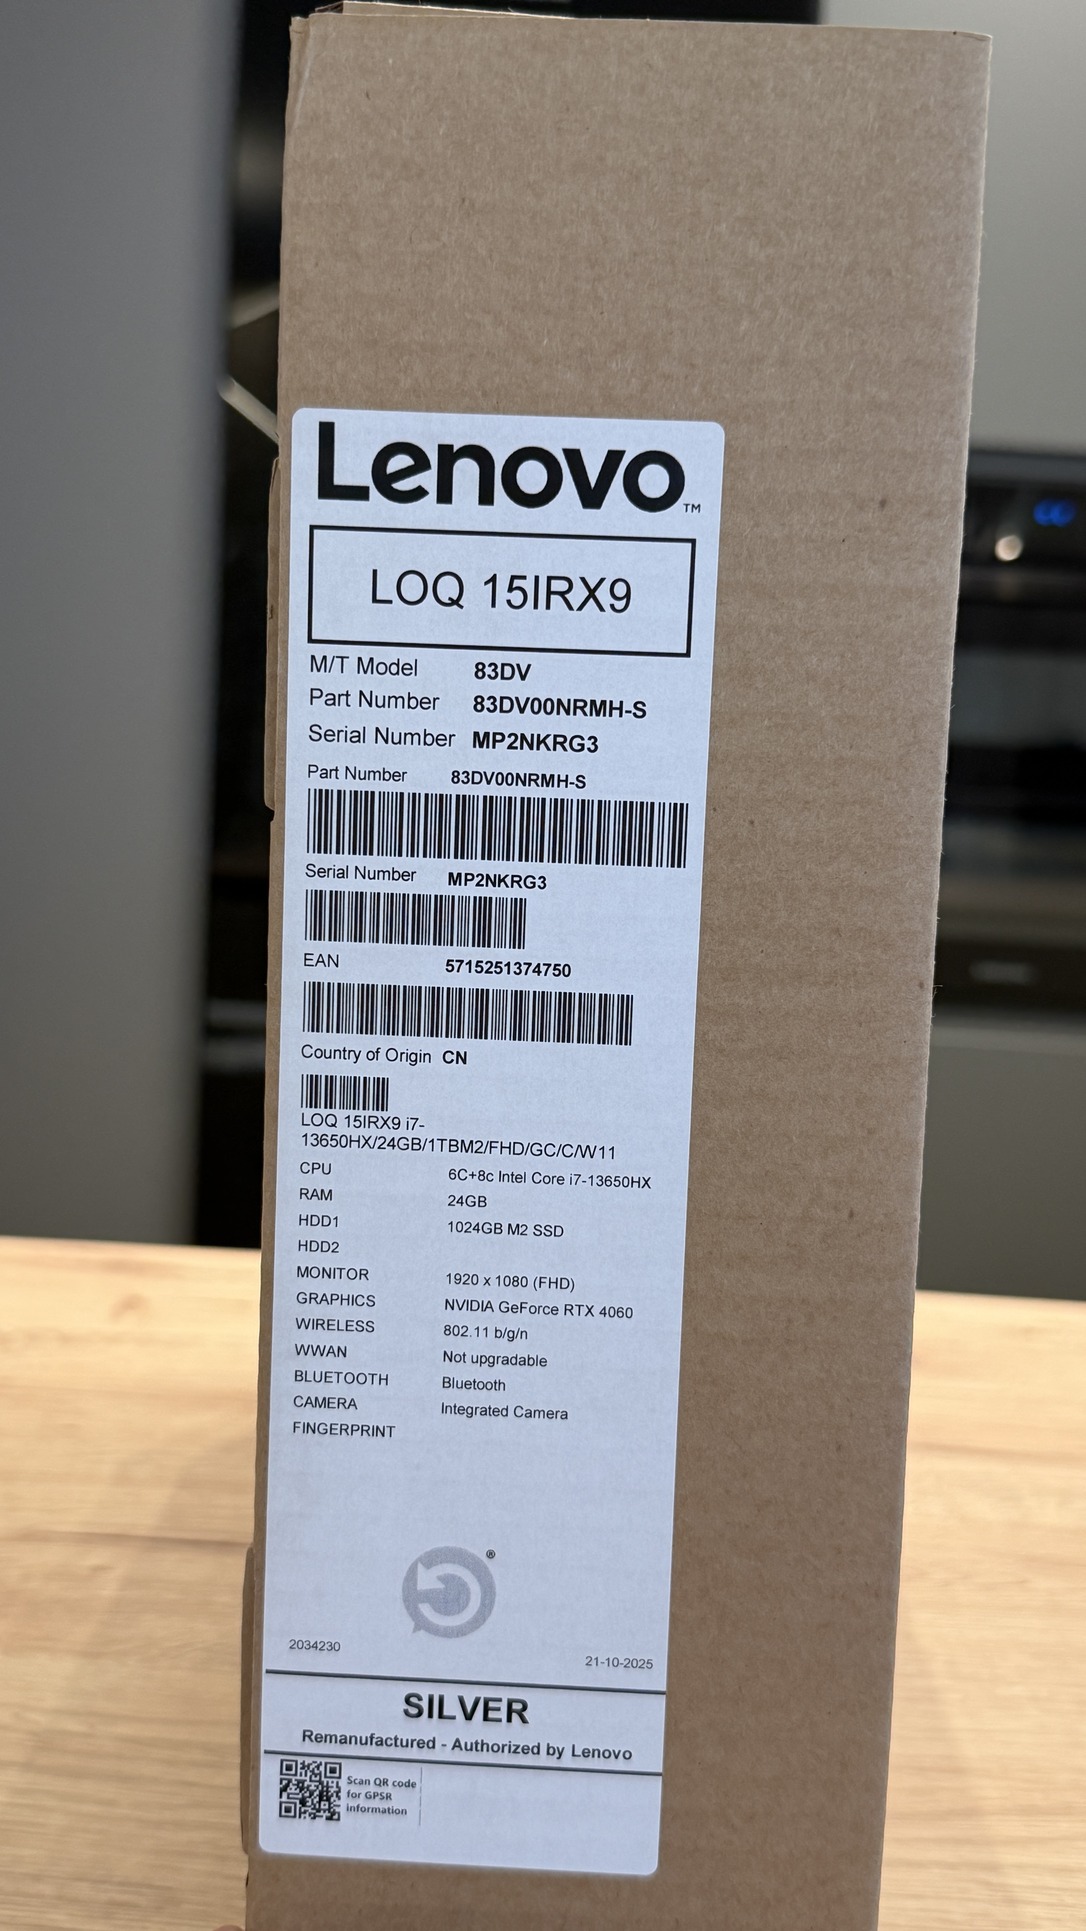 Lenovo™
LOQ 15IRX9
M/T Model 83DV
Part Number 83DV00NRMH-S
Serial Number MP2NKRG3
Part Number 83DV00NRMH-S
Serial Number MP2NKRG3
EAN 5715251374750
Country of Origin CN
LOQ 15IRX9 i7-
13650HX/24GB/1TBM2/FHD/GC/C/W11
CPU 6C+8c Intel Core i7-13650HX
RAM 24GB
HDD1 1024GB M2 SSD
HDD2
MONITOR 1920 x 1080 (FHD)
GRAPHICS NVIDIA GeForce RTX 4060
WIRELESS 802.11 b/g/n
WWAN Not upgradable
BLUETOOTH Bluetooth
CAMERA Integrated Camera
FINGERPRINT
®
2034230 21-10-2025
SILVER
Remanufactured - Authorized by Lenovo
Scan QR code
for GPSR
information